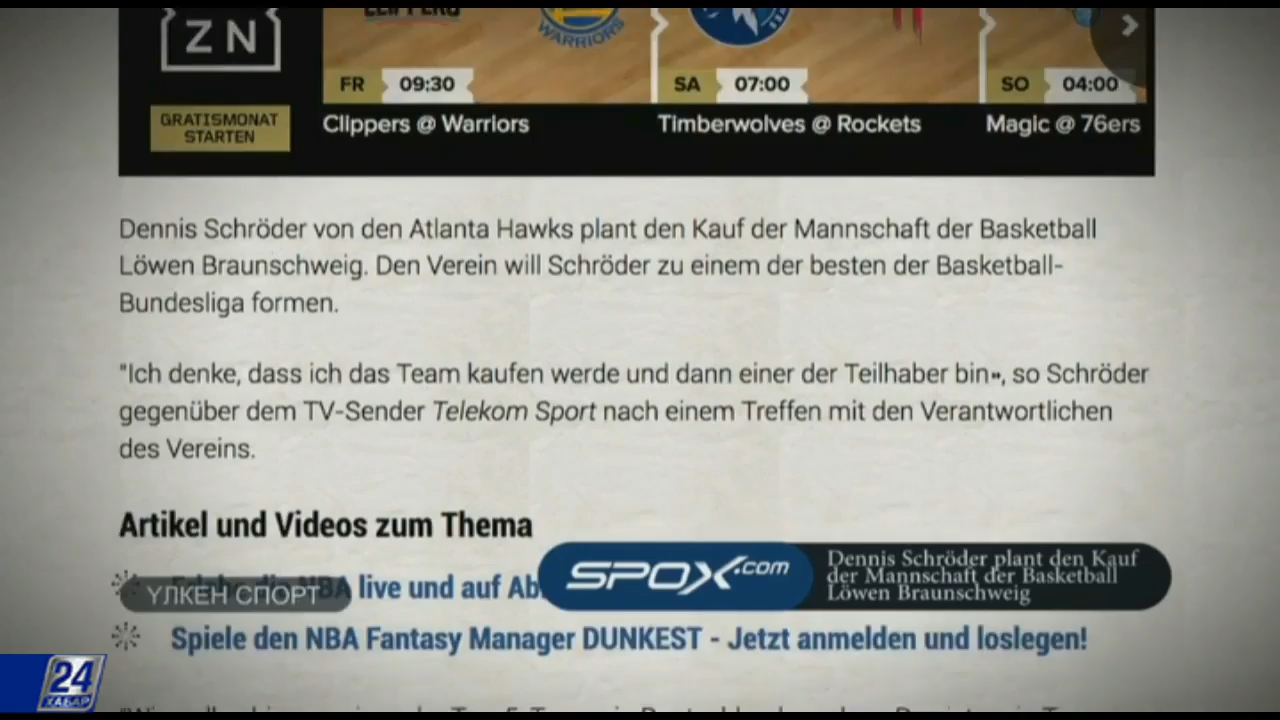 ZN
WARRIORS
FR 09:30
SA 07:00
SO 04:00
GRATISMONAT
STARTEN
Clippers @ Warriors
Timberwolves @ Rockets
Magic @ 76ers
Dennis Schröder von den Atlanta Hawks plant den Kauf der Mannschaft der Basketball
Löwen Braunschweig. Den Verein will Schröder zu einem der besten der Basketball-
Bundesliga formen.
"Ich denke, dass ich das Team kaufen werde und dann einer der Teilhaber bin", so Schröder
gegenüber dem TV-Sender Telekom Sport nach einem Treffen mit den Verantwortlichen
des Vereins.
Artikel und Videos zum Thema
live und auf Ab
SPOX.com
Dennis Schröder plant den Kauf
der Mannschaft der Basketball
Löwen Braunschweig
ҮЛКЕН СПОРТ
Spiele den NBA Fantasy Manager DUNKEST - Jetzt anmelden und loslegen!
24
ХАБАР